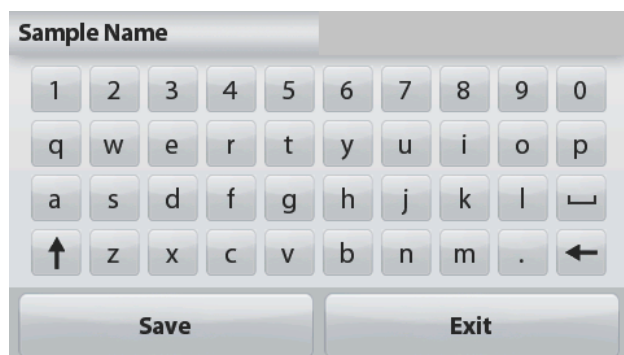 Sample Name
1 2 3 4 5 6 7 8 9 0
q w e r t y u i o p
a s d f g h j k l
z x c v b n m .
Save Exit